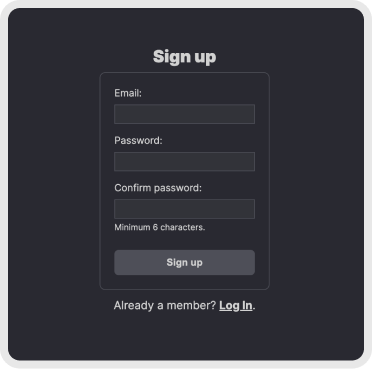 Sign up
Email:
Password:
Confirm password:
Minimum 6 characters.
Sign up
Already a member? Log In.